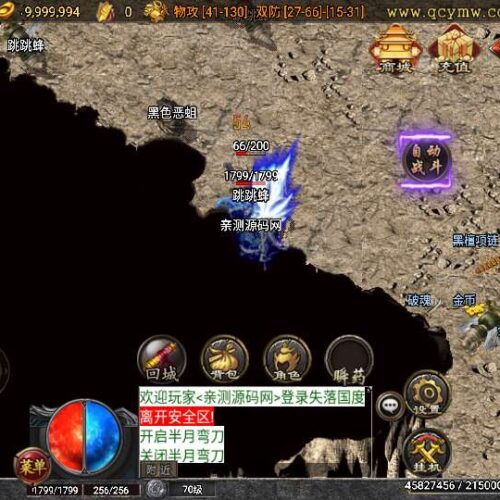 9,999,994
0
物攻 [41-130] 双防 [27-66]-[15-31]
www.qcymw.c
跳跳蜂
商城
充值
黑色恶蛆
66/200
自动
战斗
1799/1799
跳跳蜂
亲测源码网
黑檀项链
破魂
金币
回城
背包
角色
瞬药
设置
欢迎玩家<亲测源码网>登录失落国度
离开安全区!
开启半月弯刀
关闭半月弯刀
附近
挂机
菜单
1799/1799
256/256
70级
45827456 / 215000